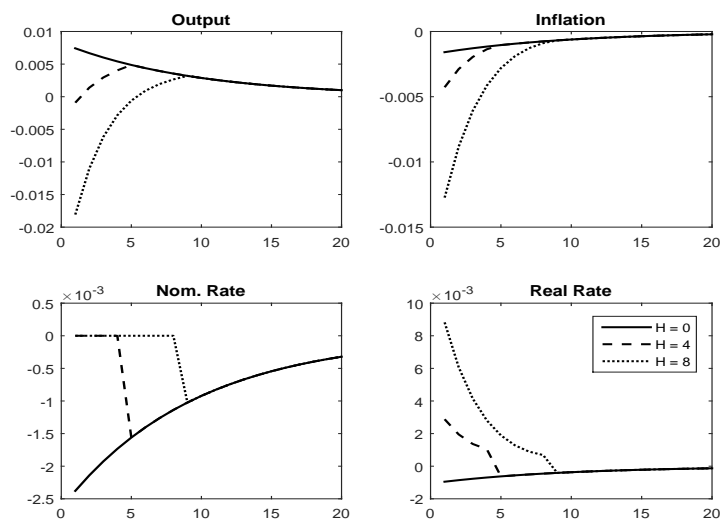 Output
0.01
0.005
0
-0.005
-0.01
-0.015
-0.02
0 5 10 15 20
Inflation
0
-0.005
-0.01
-0.015
0 5 10 15 20
Nom. Rate
× 10⁻³
0.5
0
-0.5
-1
-1.5
-2
-2.5
0 5 10 15 20
Real Rate
× 10⁻³
10
8
6
4
2
0
-2
0 5 10 15 20
H = 0
H = 4
H = 8